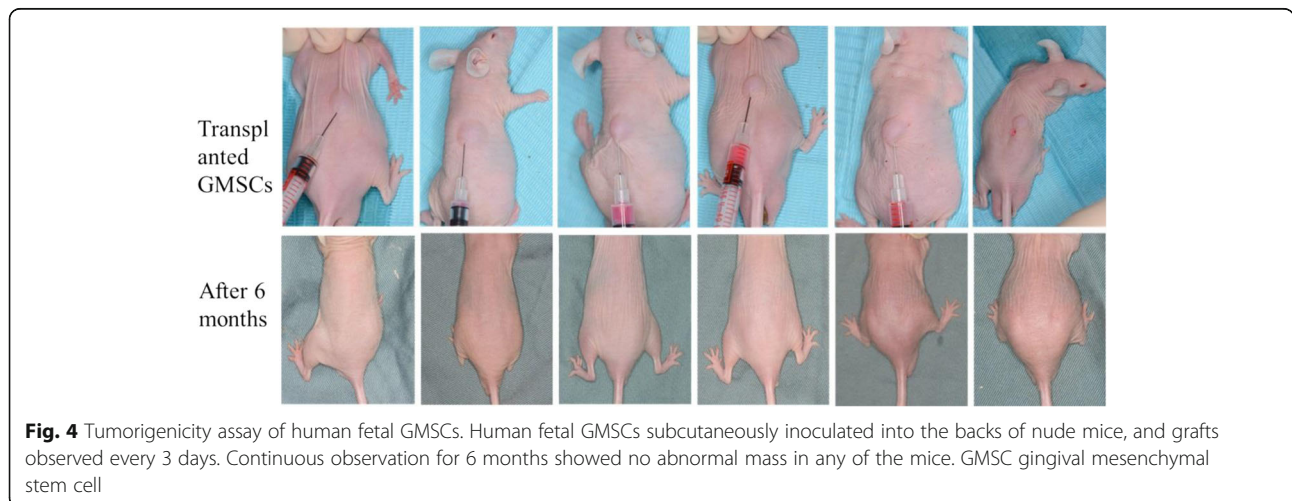 Transpl
anted
GMSCs
After 6
months
Fig. 4 Tumorigenicity assay of human fetal GMSCs. Human fetal GMSCs subcutaneously inoculated into the backs of nude mice, and grafts
observed every 3 days. Continuous observation for 6 months showed no abnormal mass in any of the mice. GMSC gingival mesenchymal
stem cell